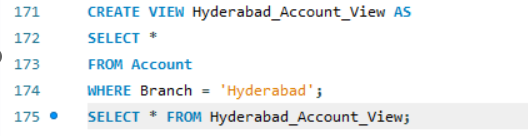 171 CREATE VIEW Hyderabad_Account_View AS
172 SELECT *
173 FROM Account
174 WHERE Branch = 'Hyderabad';
175 SELECT * FROM Hyderabad_Account_View;